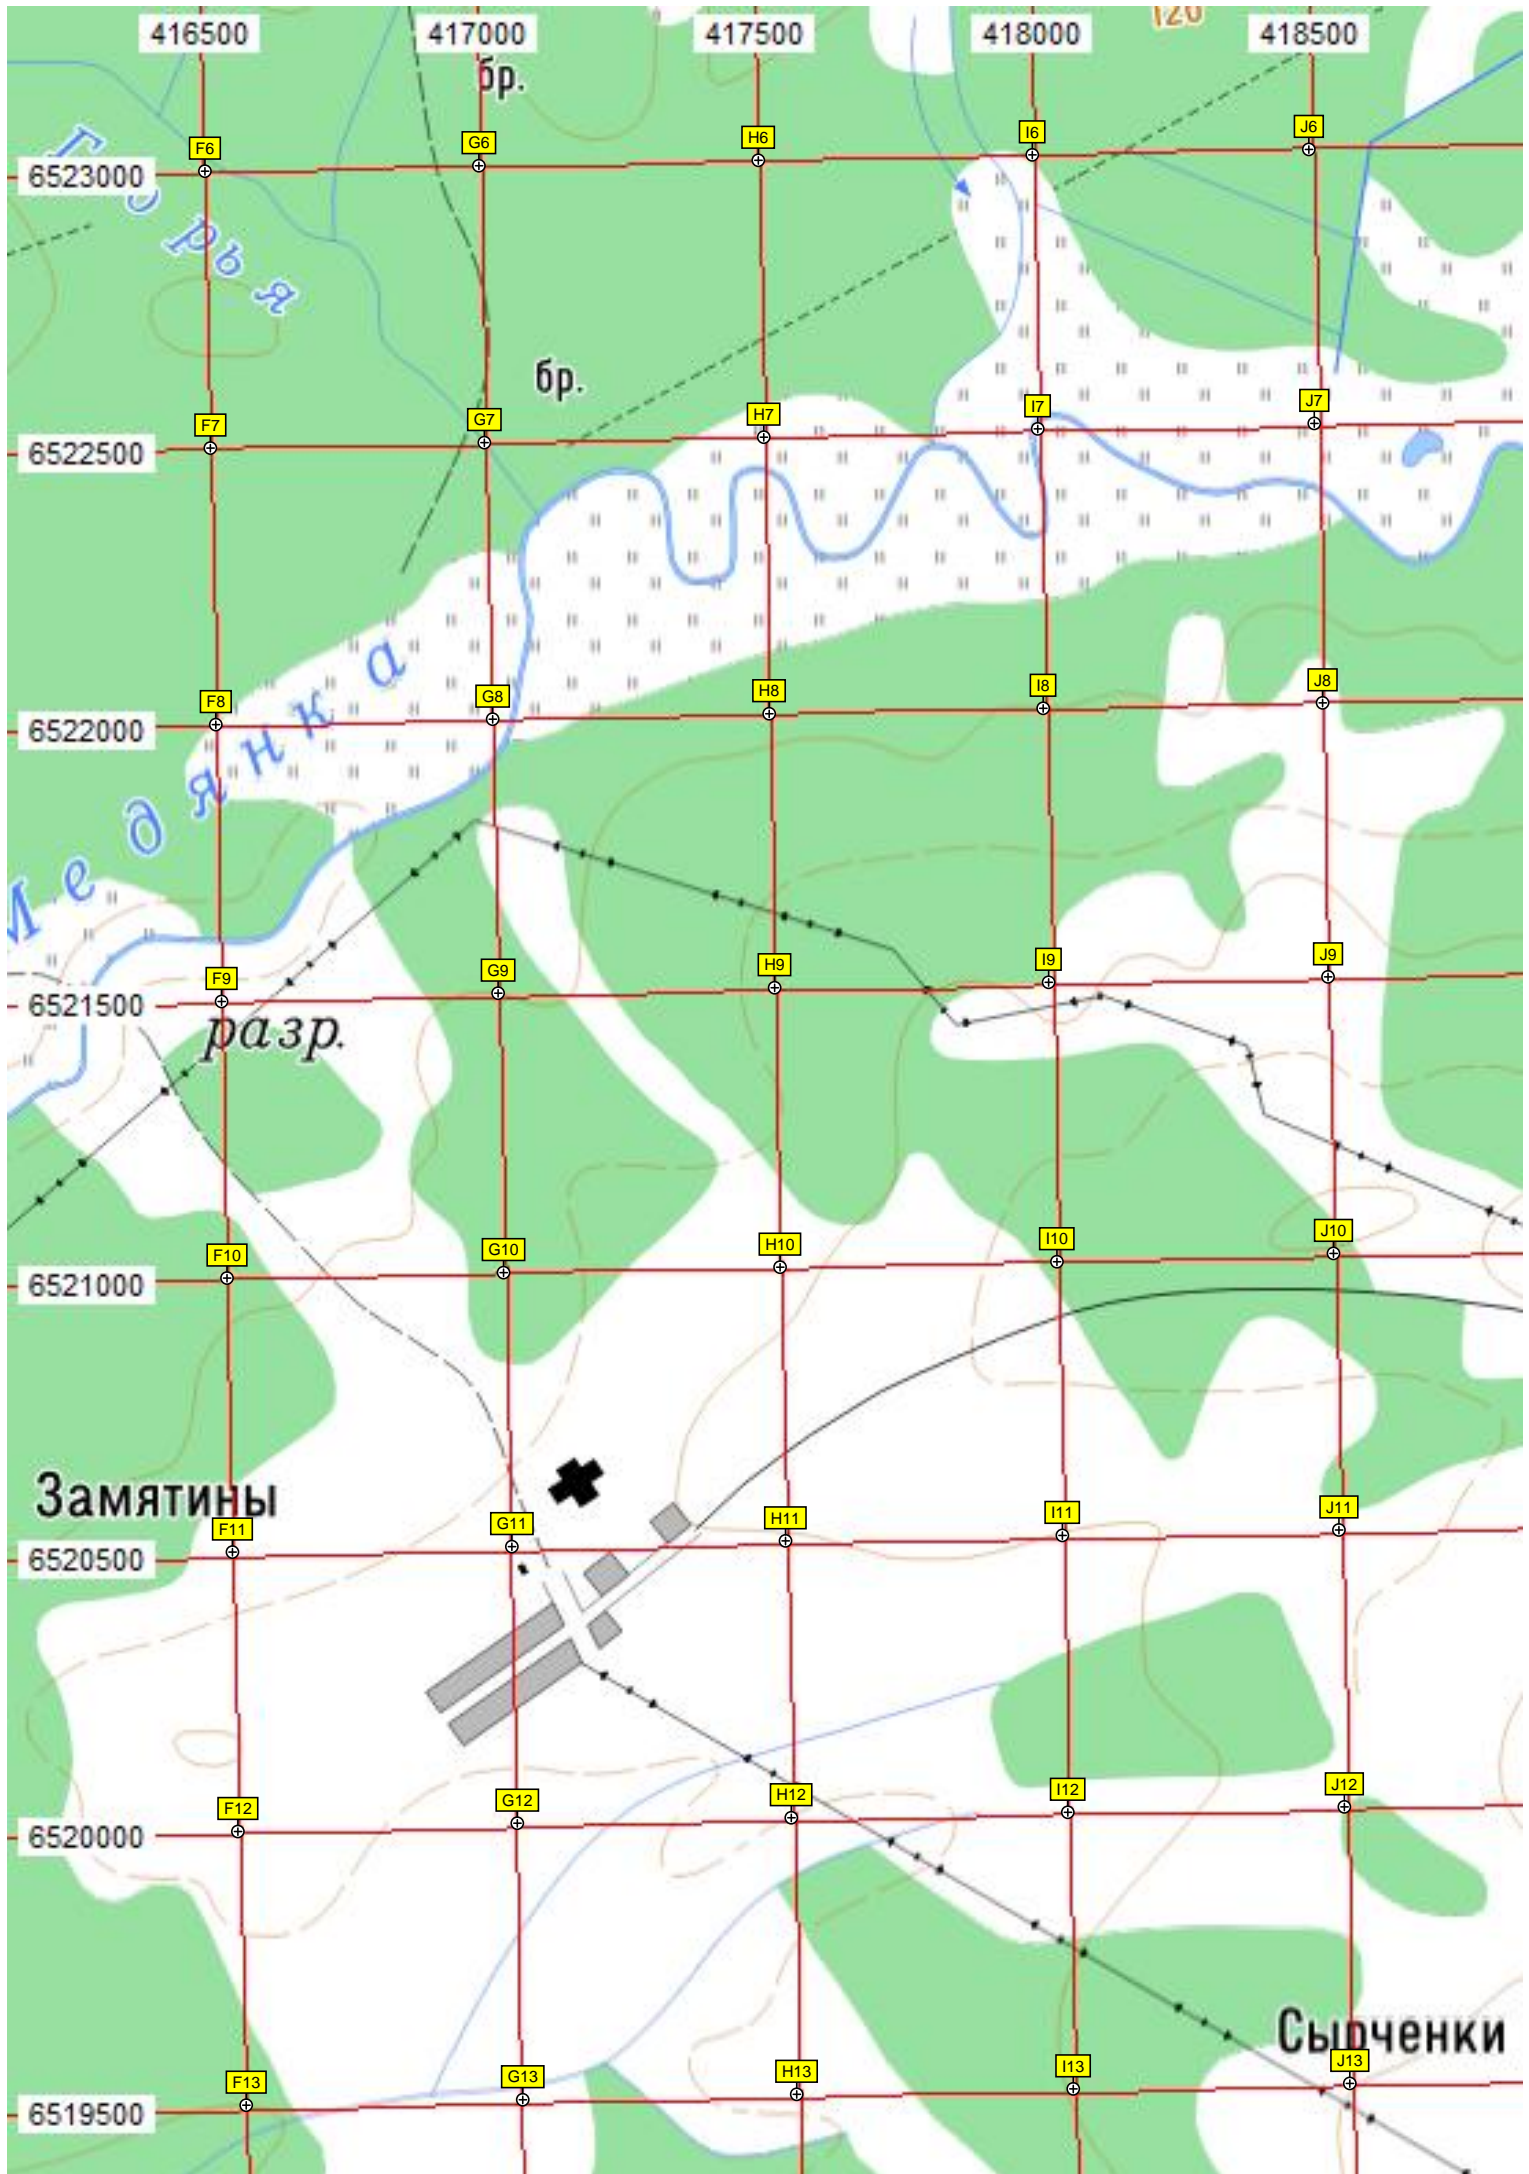 120
416500 417000 417500 418000 418500
бр.
F6 G6 H6 I6 J6
6523000
Горья
бр.
F7 G7 H7 I7 J7
6522500
F8 G8 H8 I8 J8
6522000
Медянка
F9 G9 H9 I9 J9
6521500
разр.
F10 G10 H10 I10 J10
6521000
Замятины
F11 G11 H11 I11 J11
6520500
F12 G12 H12 I12 J12
6520000
Сырченки
F13 G13 H13 I13 J13
6519500